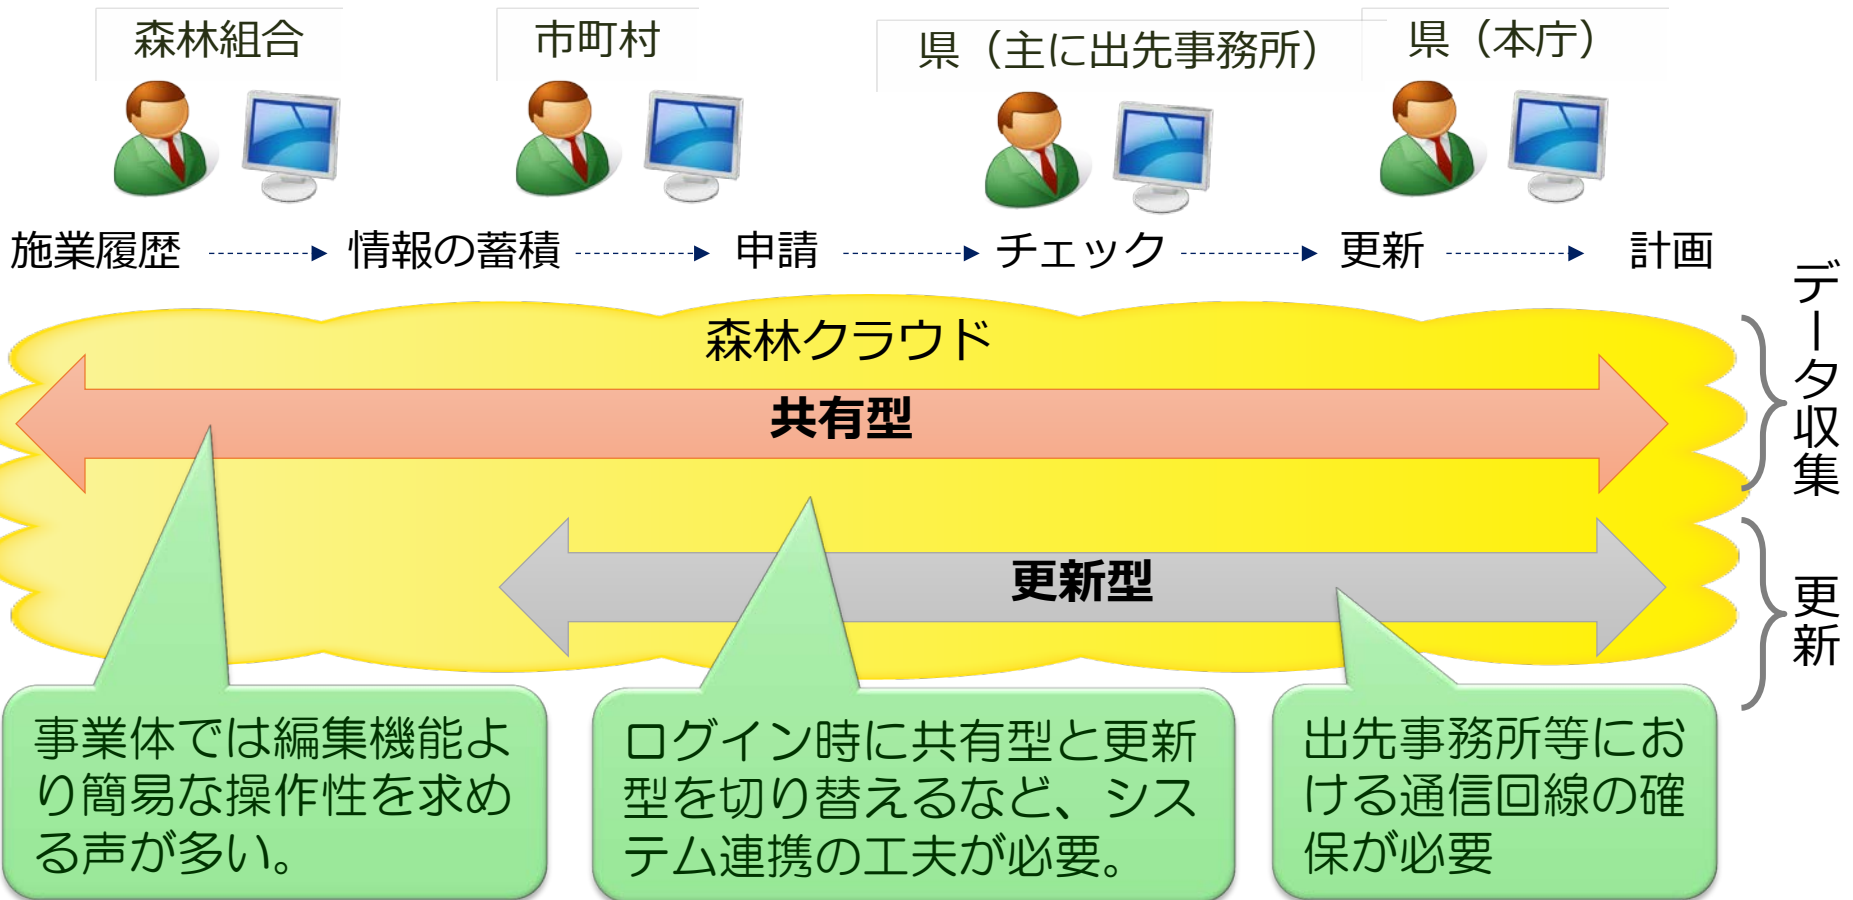 森林組合
市町村
県（主に出先事務所）
県（本庁）
施業履歴
情報の蓄積
申請
チェック
更新
計画
森林クラウド
共有型
データ収集
更新型
更新
事業体では編集機能よ
り簡易な操作性を求め
る声が多い。
ログイン時に共有型と更新
型を切り替えるなど、シス
テム連携の工夫が必要。
出先事務所等にお
ける通信回線の確
保が必要